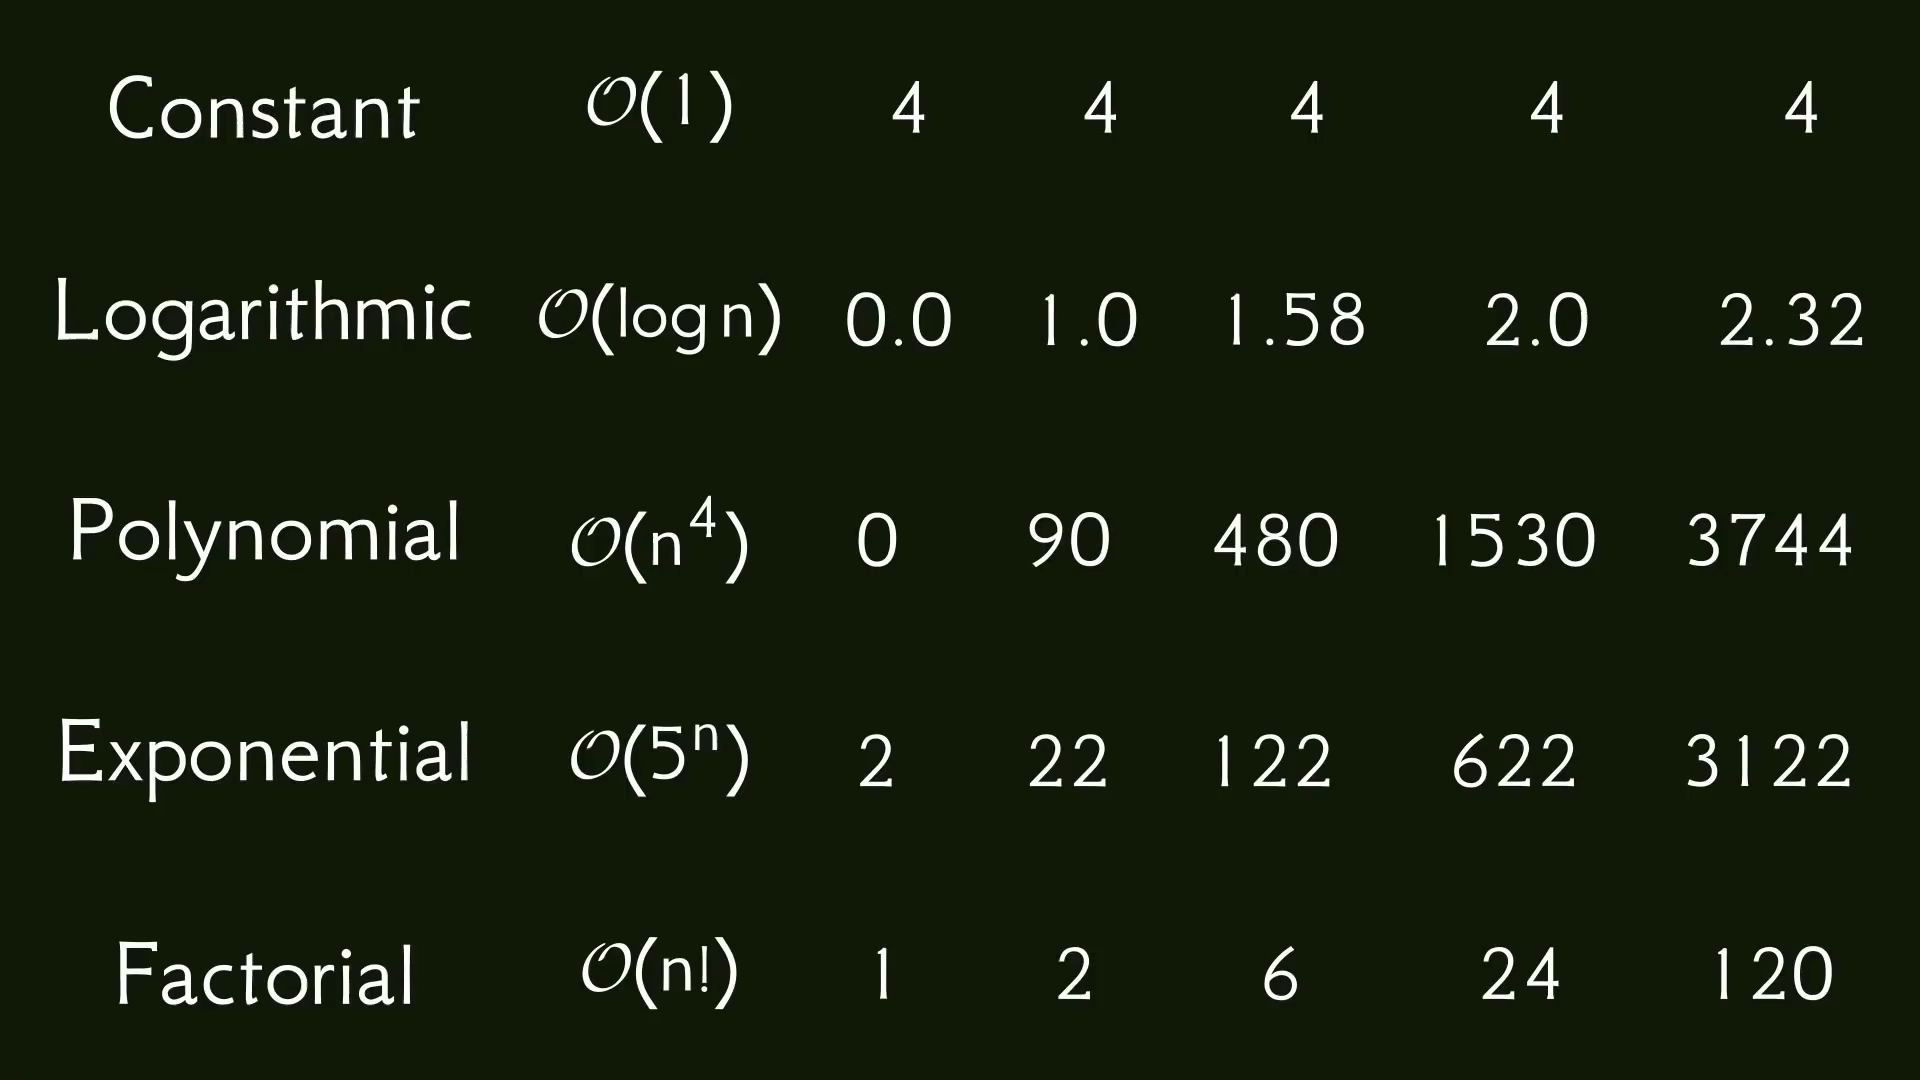 Constant 𝒪(1) 4 4 4 4 4
Logarithmic 𝒪(log n) 0.0 1.0 1.58 2.0 2.32
Polynomial 𝒪(n⁴) 0 90 480 1530 3744
Exponential 𝒪(5ⁿ) 2 22 122 622 3122
Factorial 𝒪(n!) 1 2 6 24 120